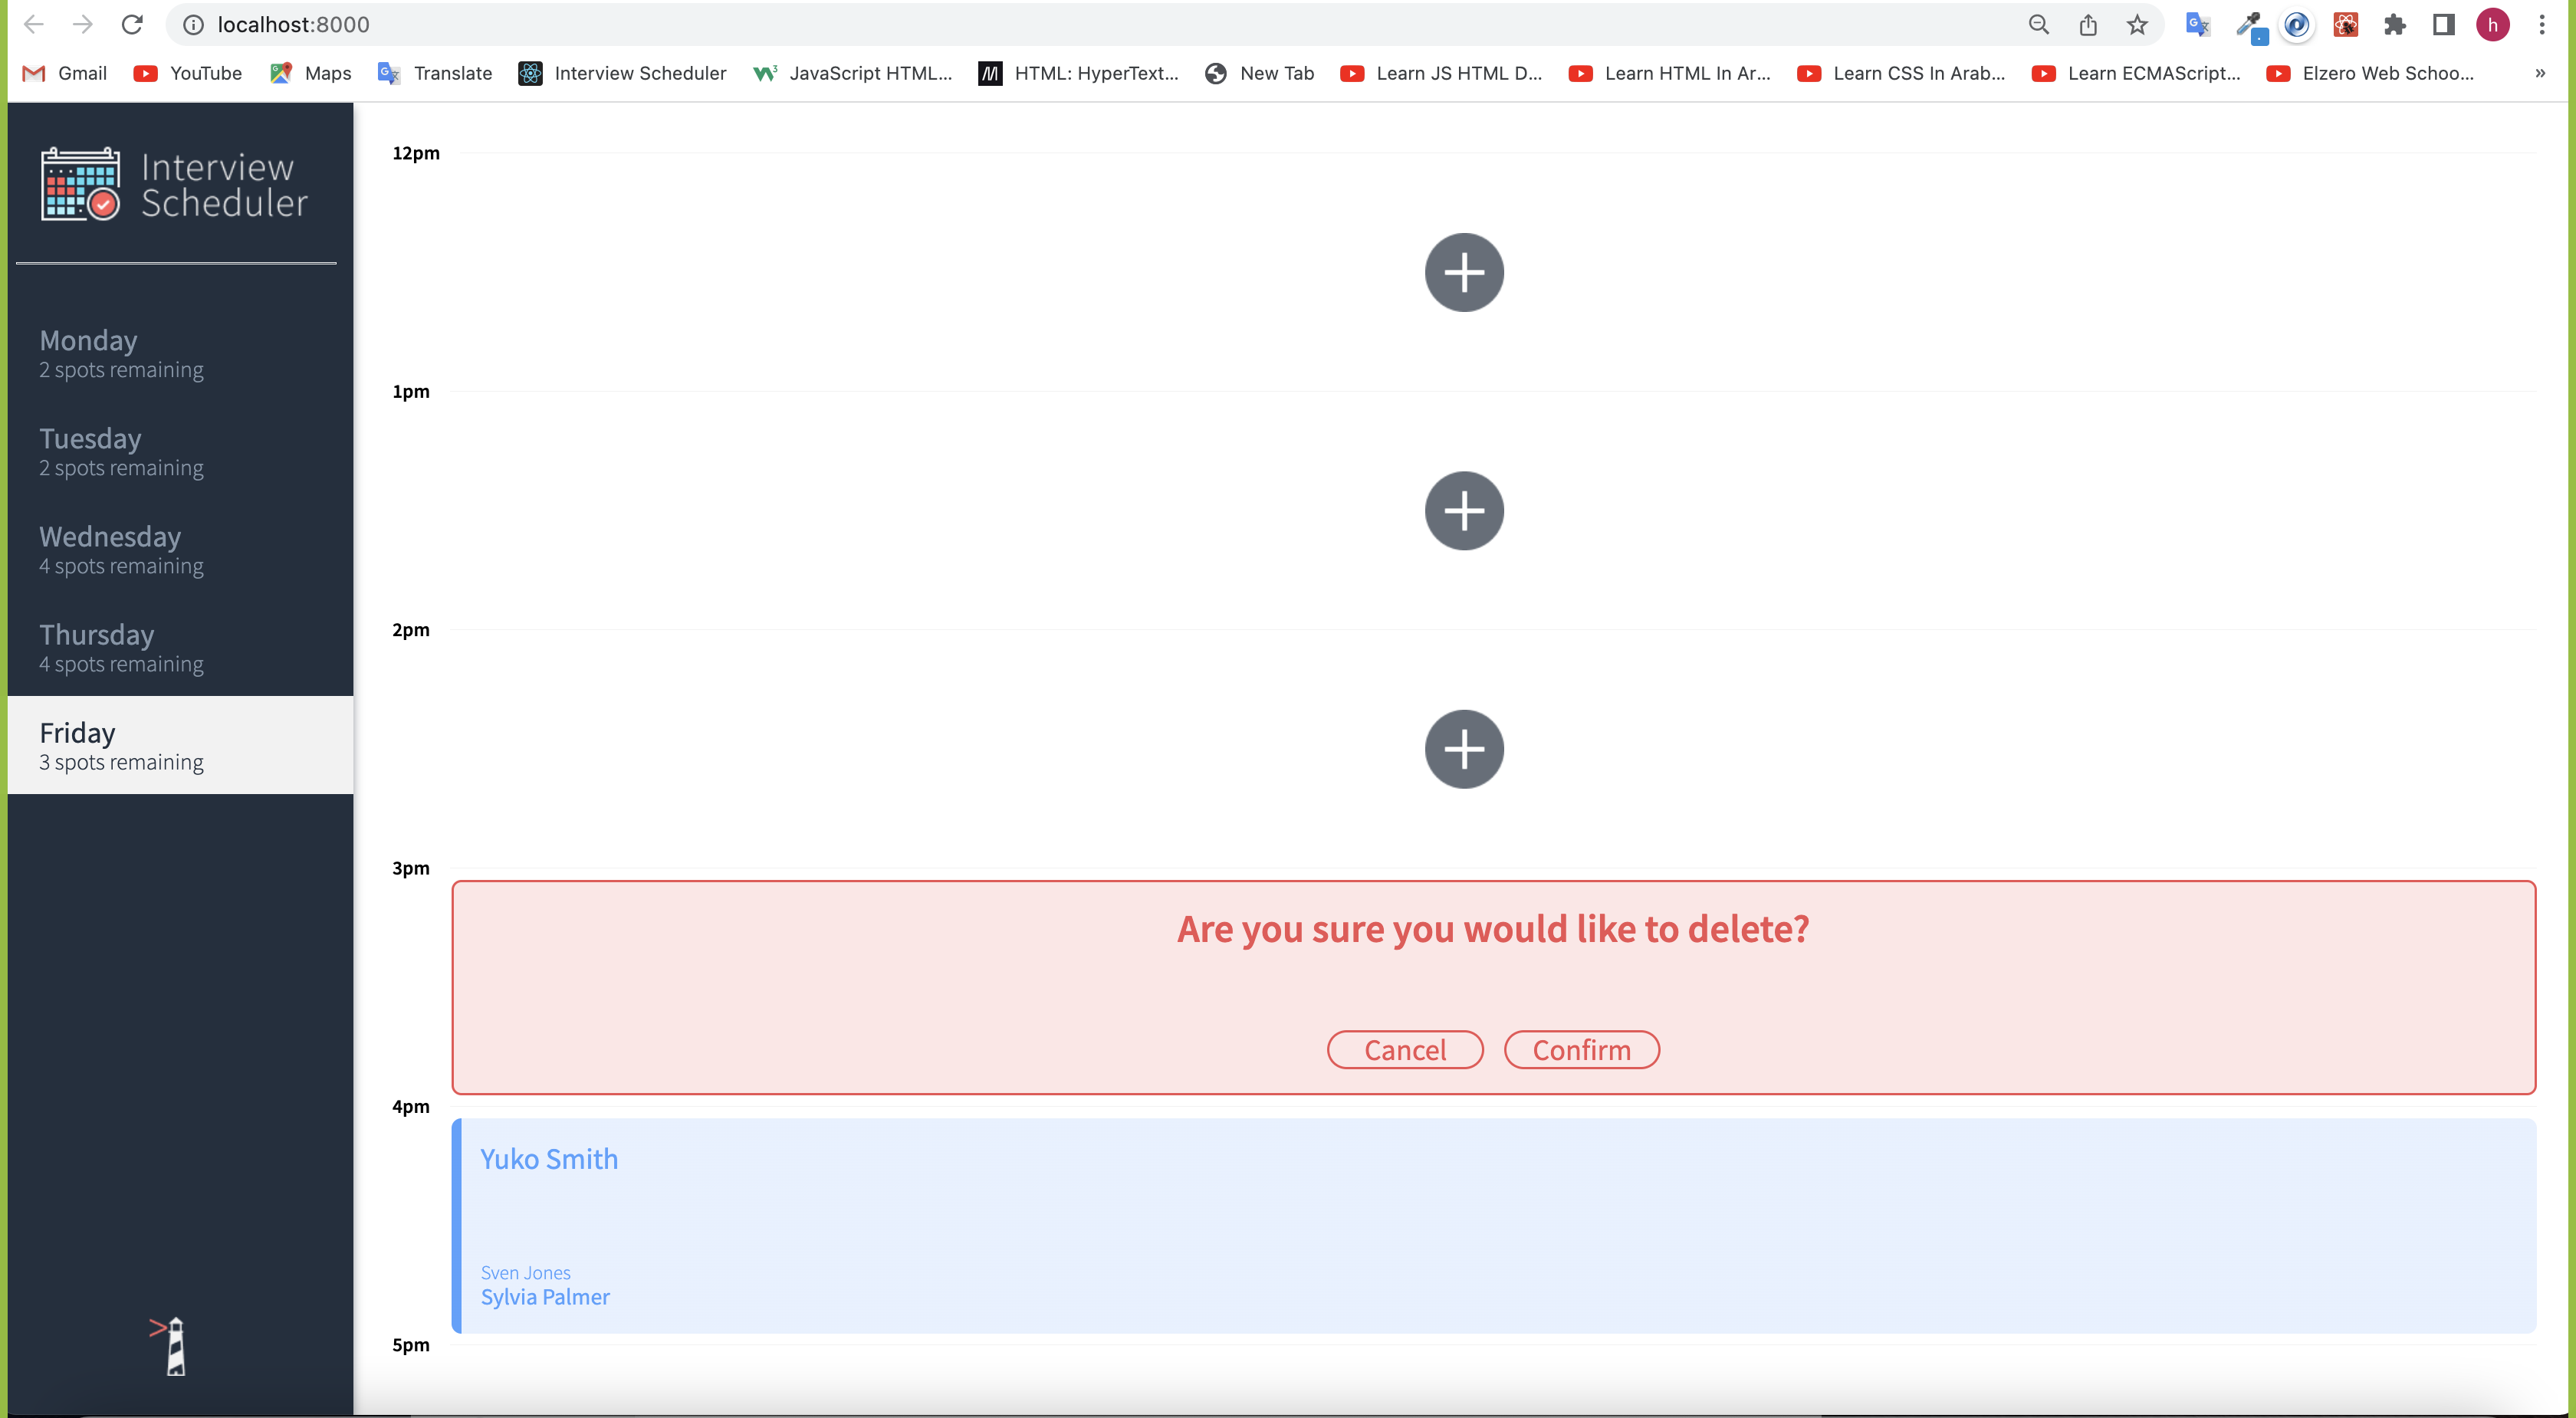 localhost:8000
Gmail YouTube Maps Translate Interview Scheduler JavaScript HTML... HTML: HyperText... New Tab Learn JS HTML D... Learn HTML In Ar... Learn CSS In Arab... Learn ECMAScript... Elzero Web Schoo... »
h
Interview
Scheduler
Monday
2 spots remaining
Tuesday
2 spots remaining
Wednesday
4 spots remaining
Thursday
4 spots remaining
Friday
3 spots remaining
12pm
1pm
2pm
3pm
Are you sure you would like to delete?
Cancel Confirm
4pm
Yuko Smith
Sven Jones
Sylvia Palmer
5pm